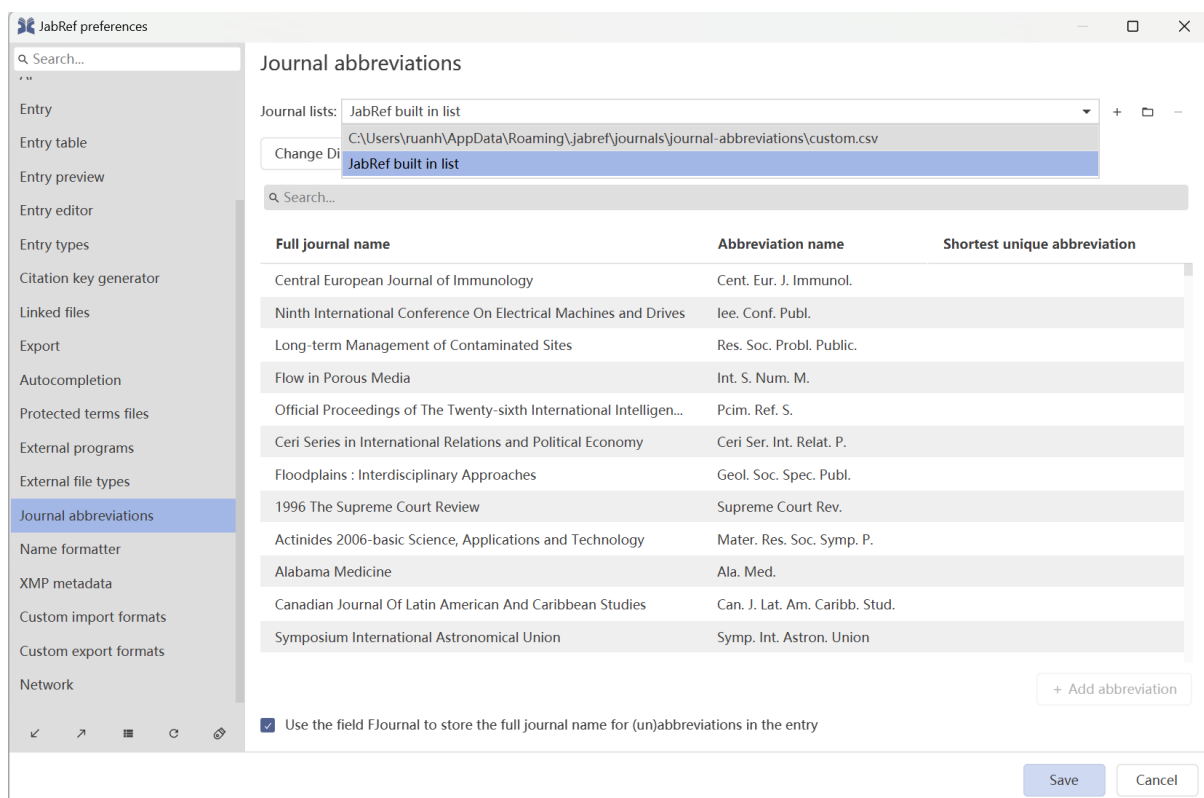 JabRef preferences
Search...
Journal abbreviations
Entry
Entry table
Entry preview
Entry editor
Entry types
Citation key generator
Linked files
Export
Autocompletion
Protected terms files
External programs
External file types
Journal abbreviations
Name formatter
XMP metadata
Custom import formats
Custom export formats
Network
Journal lists: JabRef built in list
C:\Users\ruanh\AppData\Roaming\.jabref\journals\journal-abbreviations\custom.csv
JabRef built in list
Change Di
Search...
Full journal name Abbreviation name Shortest unique abbreviation
Central European Journal of Immunology Cent. Eur. J. Immunol.
Ninth International Conference On Electrical Machines and Drives Iee. Conf. Publ.
Long-term Management of Contaminated Sites Res. Soc. Probl. Public.
Flow in Porous Media Int. S. Num. M.
Official Proceedings of The Twenty-sixth International Intelligen... Pcim. Ref. S.
Ceri Series in International Relations and Political Economy Ceri Ser. Int. Relat. P.
Floodplains : Interdisciplinary Approaches Geol. Soc. Spec. Publ.
1996 The Supreme Court Review Supreme Court Rev.
Actinides 2006-basic Science, Applications and Technology Mater. Res. Soc. Symp. P.
Alabama Medicine Ala. Med.
Canadian Journal Of Latin American And Caribbean Studies Can. J. Lat. Am. Caribb. Stud.
Symposium International Astronomical Union Symp. Int. Astron. Union
+ Add abbreviation
Use the field FJournal to store the full journal name for (un)abbreviations in the entry
Save Cancel